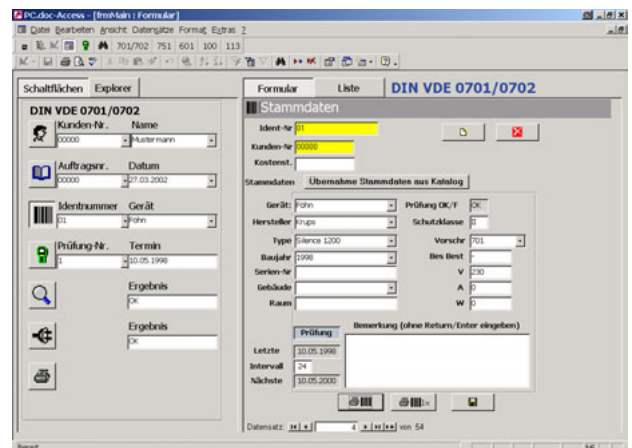 PC.doc-Access - [frmMain : Formular]
Datei Bearbeiten Ansicht Datensätze Format Extras ?
701/702 751 601 100 113
Schaltflächen Explorer
DIN VDE 0701/0702
Kunden-Nr. Name
00000 Mustermann
Auftragsnr. Datum
00000 27.03.2002
Identnummer Gerät
01 Föhn
Prüfung-Nr. Termin
1 10.05.1998
Ergebnis
OK
Ergebnis
OK
Formular Liste DIN VDE 0701/0702
Stammdaten
Ident-Nr 01
Kunden-Nr 00000
Kostenst.
Stammdaten Übernahme Stammdaten aus Katalog
Gerät: Föhn Prüfung OK/F OK
Hersteller Krups Schutzklasse II
Type Silence 1200 Vorschr 701
Baujahr 1998 Bes Best -
Serien-Nr V 230
Gebäude A 0
Raum W 0
Prüfung Bemerkung (ohne Return/Enter eingeben)
Letzte 10.05.1998
Intervall 24
Nächste 10.05.2000
Datensatz: 4 von 54